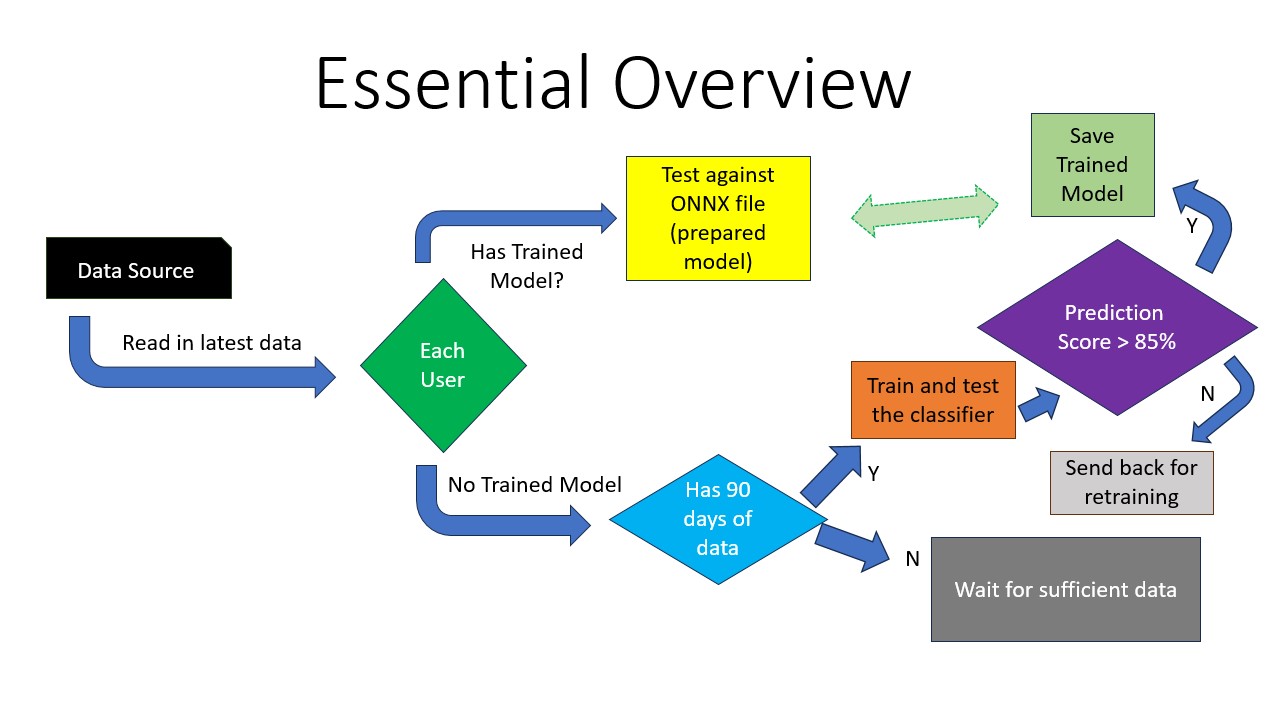 Essential Overview
Save
Trained
Model
Test against
ONNX file
(prepared
model)
Y
Has Trained
Model?
Data Source
Prediction
Score > 85%
Read in latest data
Each
User
Train and test
the classifier
N
No Trained Model
Y
Send back for
retraining
Has 90
days of
data
N
Wait for sufficient data